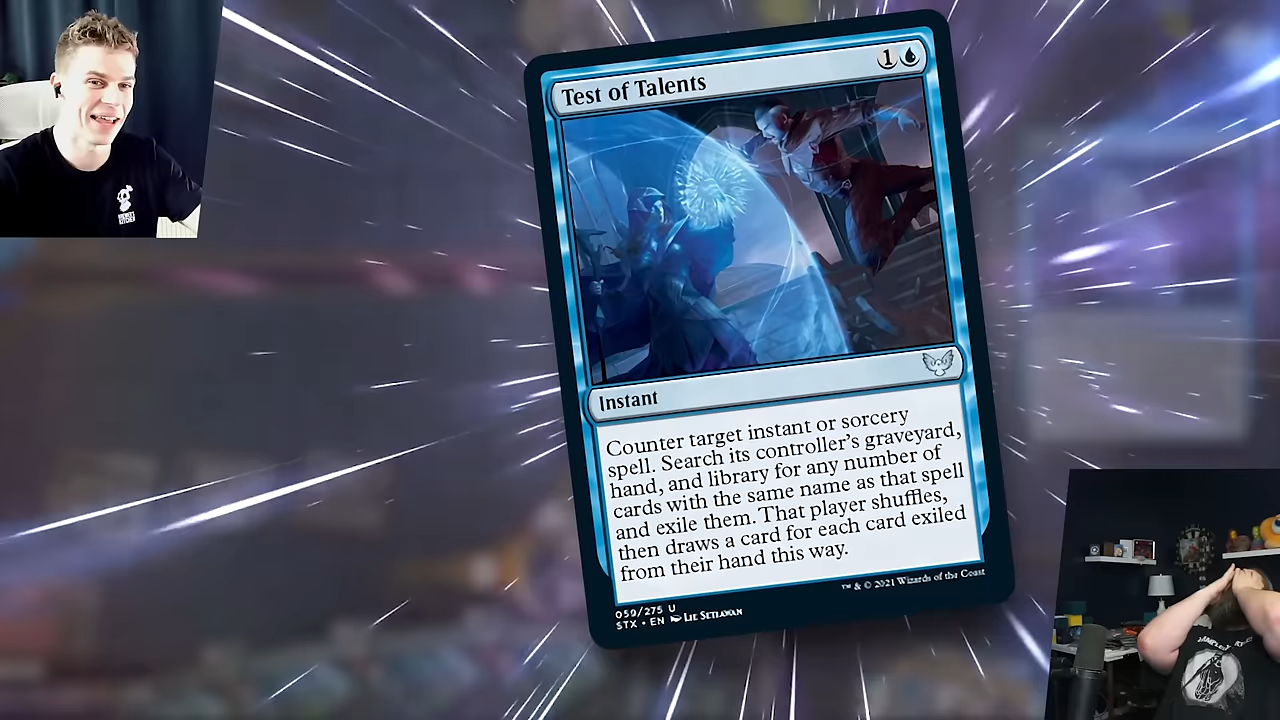 Test of Talents
1
Instant
Counter target instant or sorcery
spell. Search its controller's graveyard,
hand, and library for any number of
cards with the same name as that spell
and exile them. That player shuffles,
then draws a card for each card exiled
from their hand this way.
059/275 U
STX • EN Lie Setiawan
™ & © 2021 Wizards of the Coast